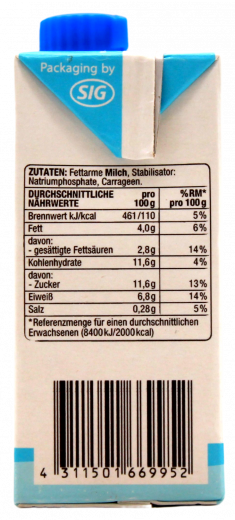 Packaging by
SIG
ZUTATEN: Fettarme Milch, Stabilisator:
Natriumphosphate, Carrageen.
DURCHSCHNITTLICHE NÄHRWERTE pro 100g %RM* pro 100g
Brennwert kJ/kcal 461/110 5%
Fett 4,0g 6%
davon:
- gesättigte Fettsäuren 2,8g 14%
Kohlenhydrate 11,6g 4%
davon:
- Zucker 11,6g 13%
Eiweiß 6,8g 14%
Salz 0,28g 5%
*Referenzmenge für einen durchschnittlichen
Erwachsenen (8400kJ/2000kcal)
4 311501 669952